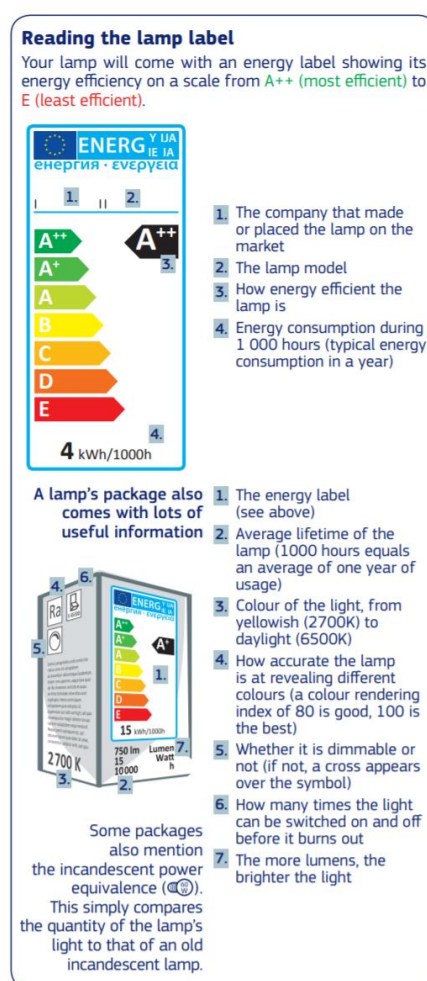 Reading the lamp label
Your lamp will come with an energy label showing its
energy efficiency on a scale from A++ (most efficient) to
E (least efficient).
ENERG Y IJA
IE IA
енергия · ενεργεια
1.
2.
I
II
A++
A++
3.
A+
A
B
C
D
E
4.
4 kWh/1000h
1. The company that made
or placed the lamp on the
market
2. The lamp model
3. How energy efficient the
lamp is
4. Energy consumption during
1 000 hours (typical energy
consumption in a year)
A lamp's package also
comes with lots of
useful information
6.
4.
Ra
5.
ENERG Y IJA
IE IA
енергия · ενεργεια
A++
A+
A+
A
B
1.
C
D
E
15 kWh/1000h
7.
750 lm Lumen
15 Watt
10000 h
2700 K
3.
2.
1. The energy label
(see above)
2. Average lifetime of the
lamp (1000 hours equals
an average of one year of
usage)
3. Colour of the light, from
yellowish (2700K) to
daylight (6500K)
4. How accurate the lamp
is at revealing different
colours (a colour rendering
index of 80 is good, 100 is
the best)
5. Whether it is dimmable or
not (if not, a cross appears
over the symbol)
6. How many times the light
can be switched on and off
before it burns out
7. The more lumens, the
brighter the light
Some packages
also mention
the incandescent power
equivalence ( ).
This simply compares
the quantity of the lamp's
light to that of an old
incandescent lamp.